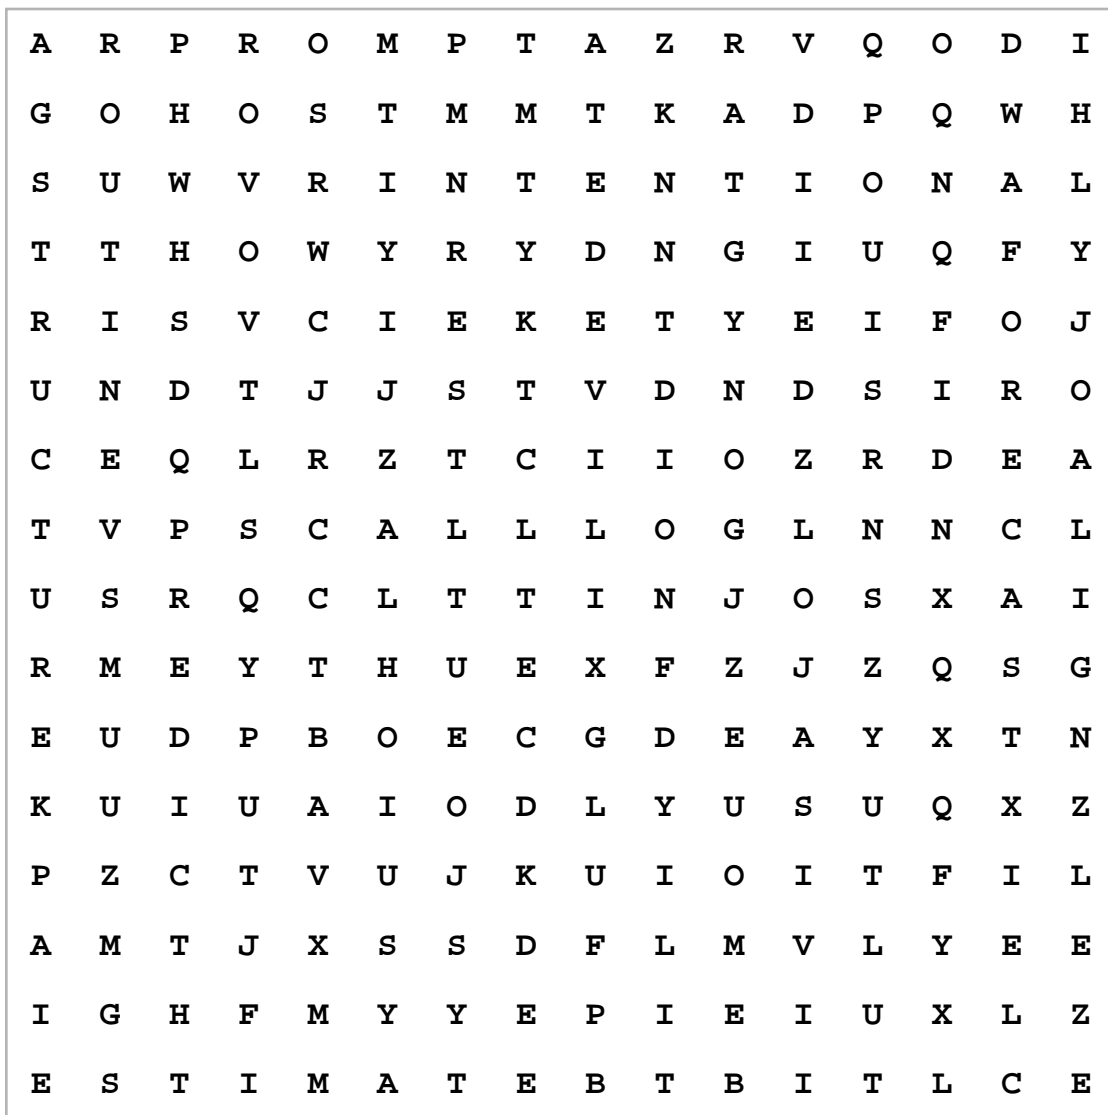 A R P R O M P T A Z R V Q O D I
G O H O S T M M T K A D P Q W H
S U W V R I N T E N T I O N A L
T T H O W Y R Y D N G I U Q F Y
R I S V C I E K E T Y E I F O J
U N D T J J S T V D N D S I R O
C E Q L R Z T C I I O Z R D E A
T V P S C A L L L O G L N N C L
U S R Q C L T T I N J O S X A I
R M E Y T H U E X F Z J Z Q S G
E U D P B O E C G D E A Y X T N
K U I U A I O D L Y U S U Q X Z
P Z C T V U J K U I O I T F I L
A M T J X S S D F L M V L Y E E
I G H F M Y Y E P I E I U X L Z
E S T I M A T E B T B I T L C E